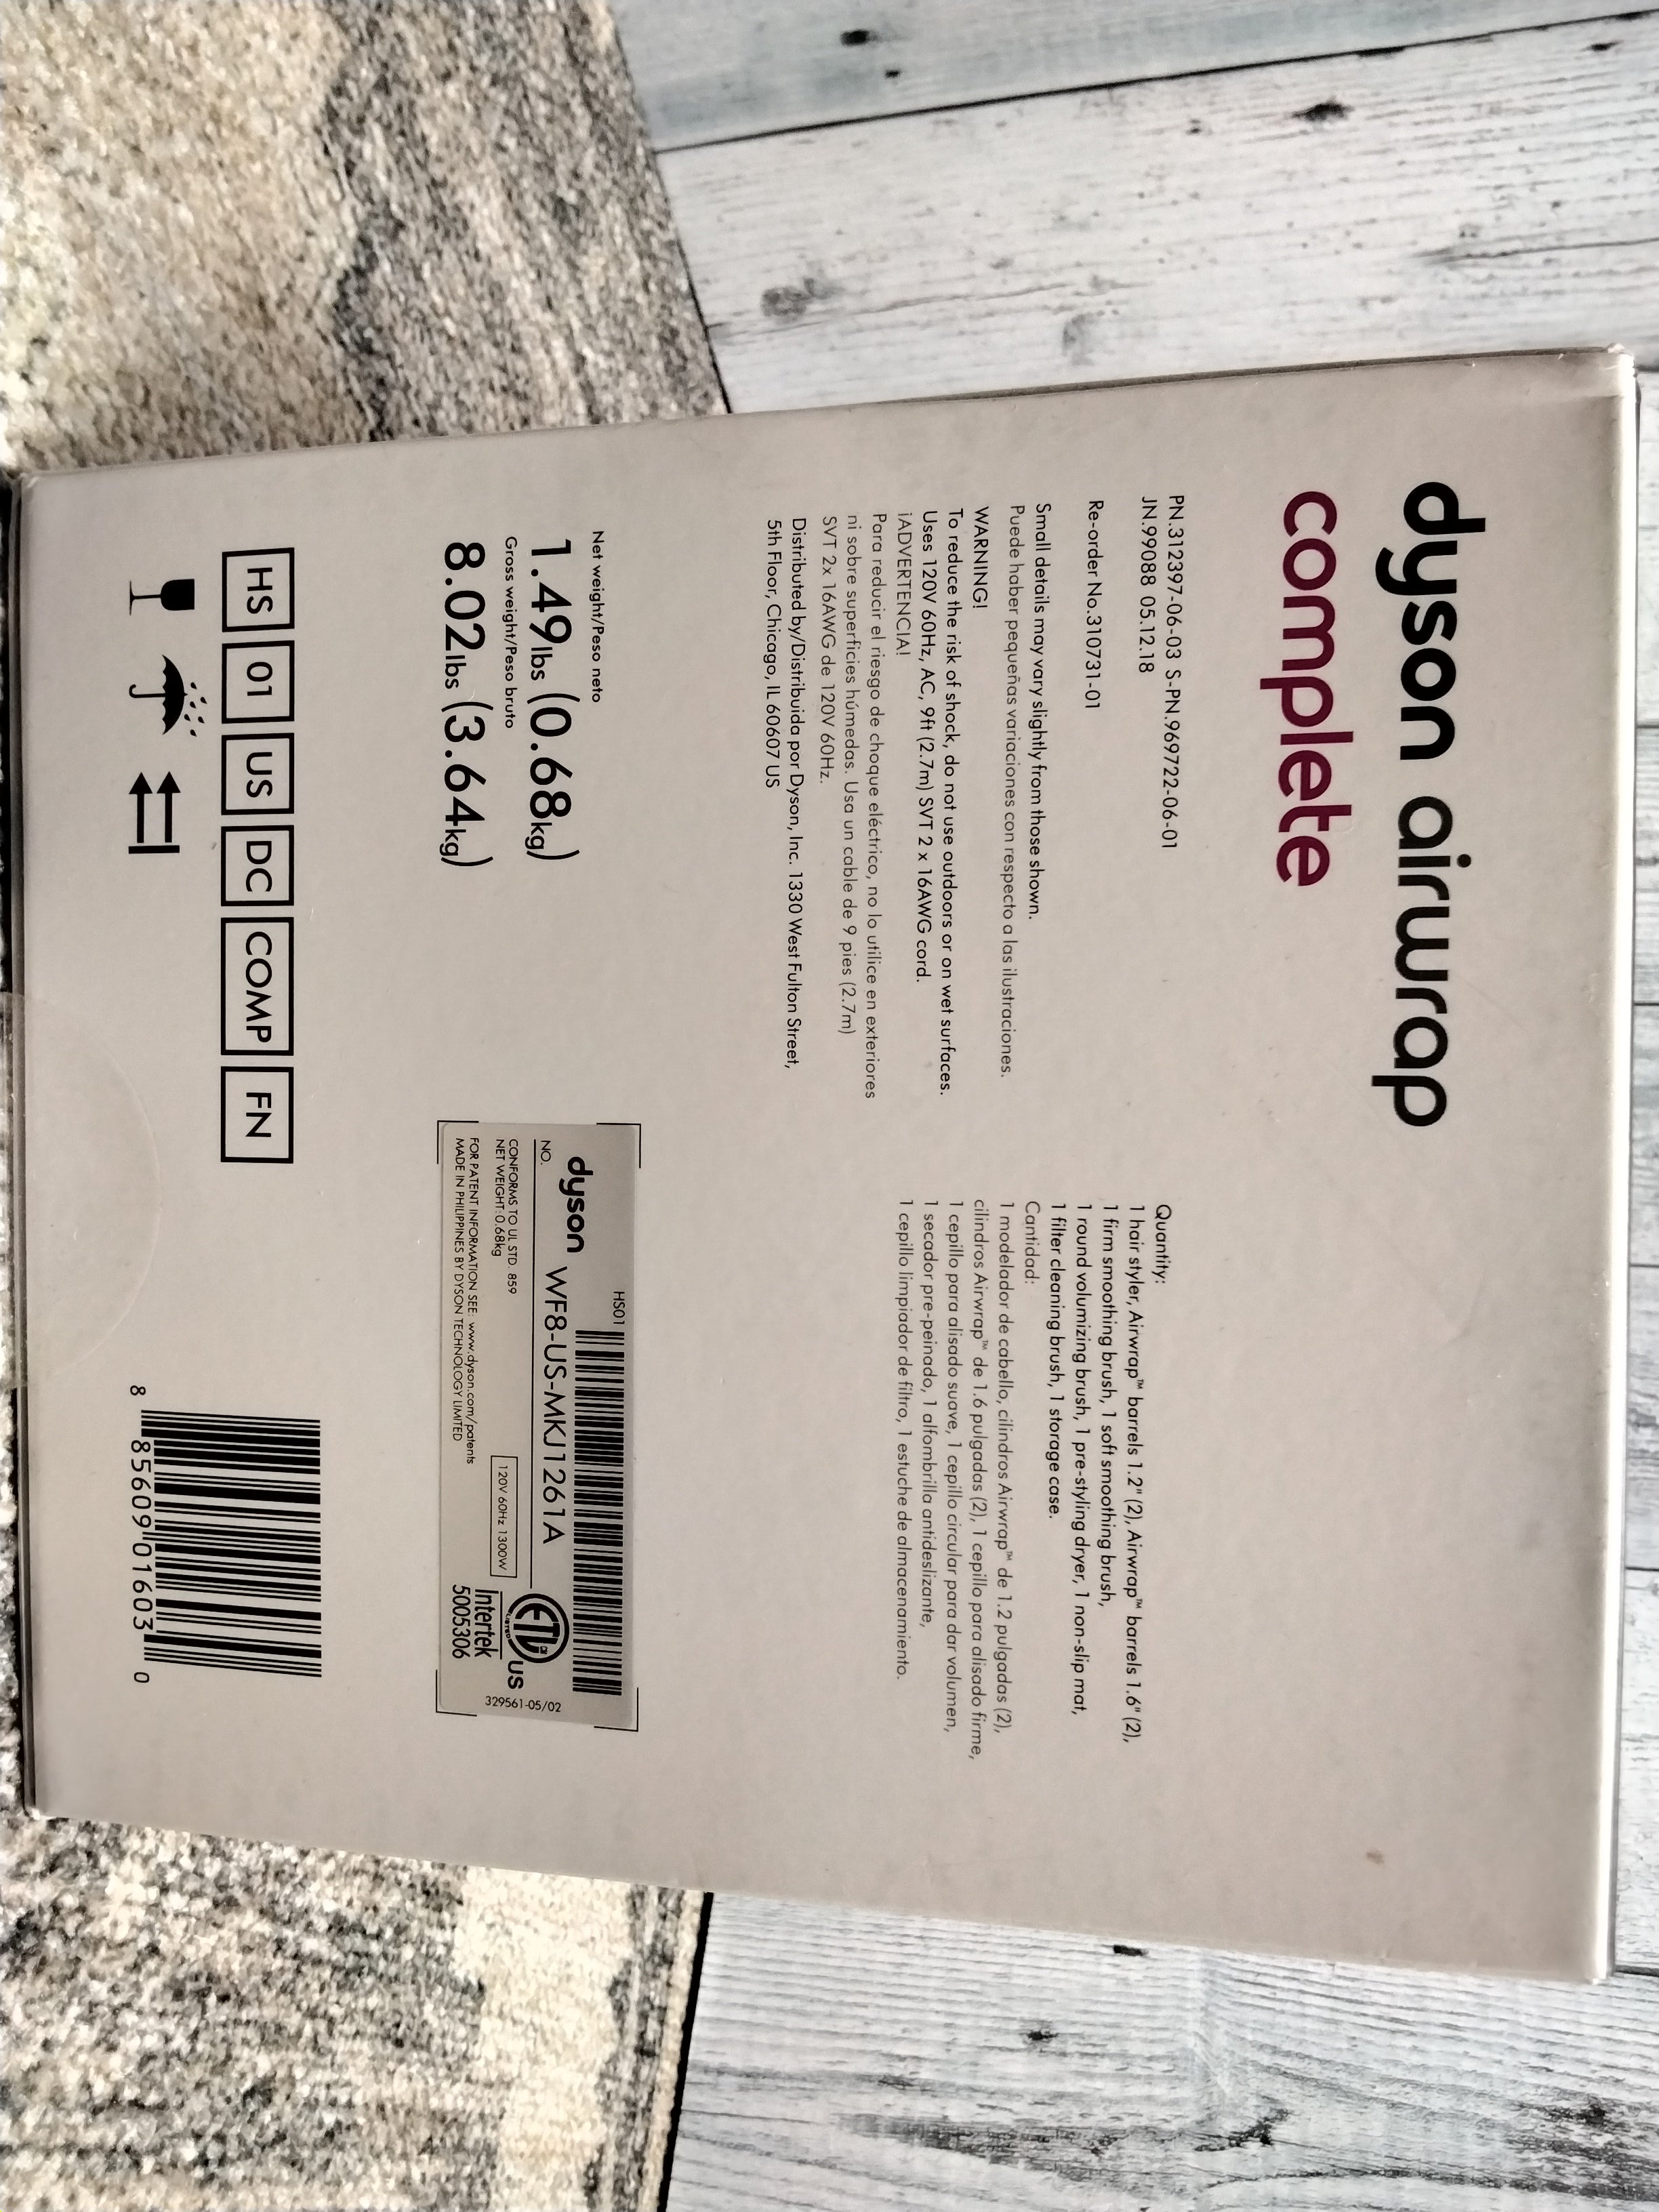 dyson airwrap
complete
PN.312397-06-03 S-PN.969722-06-01
JN.99088 05.12.18
Re-order No.310731-01
Small details may vary slightly from those shown.
Puede haber pequeñas variaciones con respecto a las ilustraciones.
WARNING!
To reduce the risk of shock, do not use outdoors or on wet surfaces.
Uses 120V 60Hz, AC, 9ft (2.7m) SVT 2 x 16AWG cord.
¡ADVERTENCIA!
Para reducir el riesgo de choque eléctrico, no lo utilice en exteriores
ni sobre superficies húmedas. Usa un cable de 9 pies (2.7m)
SVT 2x 16AWG de 120V 60Hz.
Distributed by/Distribuida por Dyson, Inc. 1330 West Fulton Street,
5th Floor, Chicago, IL 60607 US
Quantity:
1 hair styler, Airwrap™ barrels 1.2" (2), Airwrap™ barrels 1.6" (2),
1 firm smoothing brush, 1 soft smoothing brush,
1 round volumizing brush, 1 pre-styling dryer, 1 non-slip mat,
1 filter cleaning brush, 1 storage case.
Cantidad:
1 modelador de cabello, cilindros Airwrap™ de 1.2 pulgadas (2),
cilindros Airwrap™ de 1.6 pulgadas (2), 1 cepillo para alisado firme,
1 cepillo para alisado suave, 1 cepillo circular para dar volumen,
1 secador pre-peinado, 1 alfombrilla antideslizante,
1 cepillo limpiador de filtro, 1 estuche de almacenamiento.
Net weight/Peso neto
1.49lbs (0.68kg)
Gross weight/Peso bruto
8.02lbs (3.64kg)
HS01
dyson
NO. WF8-US-MKJ1261A
CONFORMS TO UL STD. 859
NET WEIGHT:0.68kg
120V 60Hz 1300W
FOR PATENT INFORMATION SEE www.dyson.com/patents
MADE IN PHILIPPINES BY DYSON TECHNOLOGY LIMITED
ETL
LISTED
US
Intertek
5005306
329561-05/02
HS 01 US DC COMP FN
8 85609 01603 0